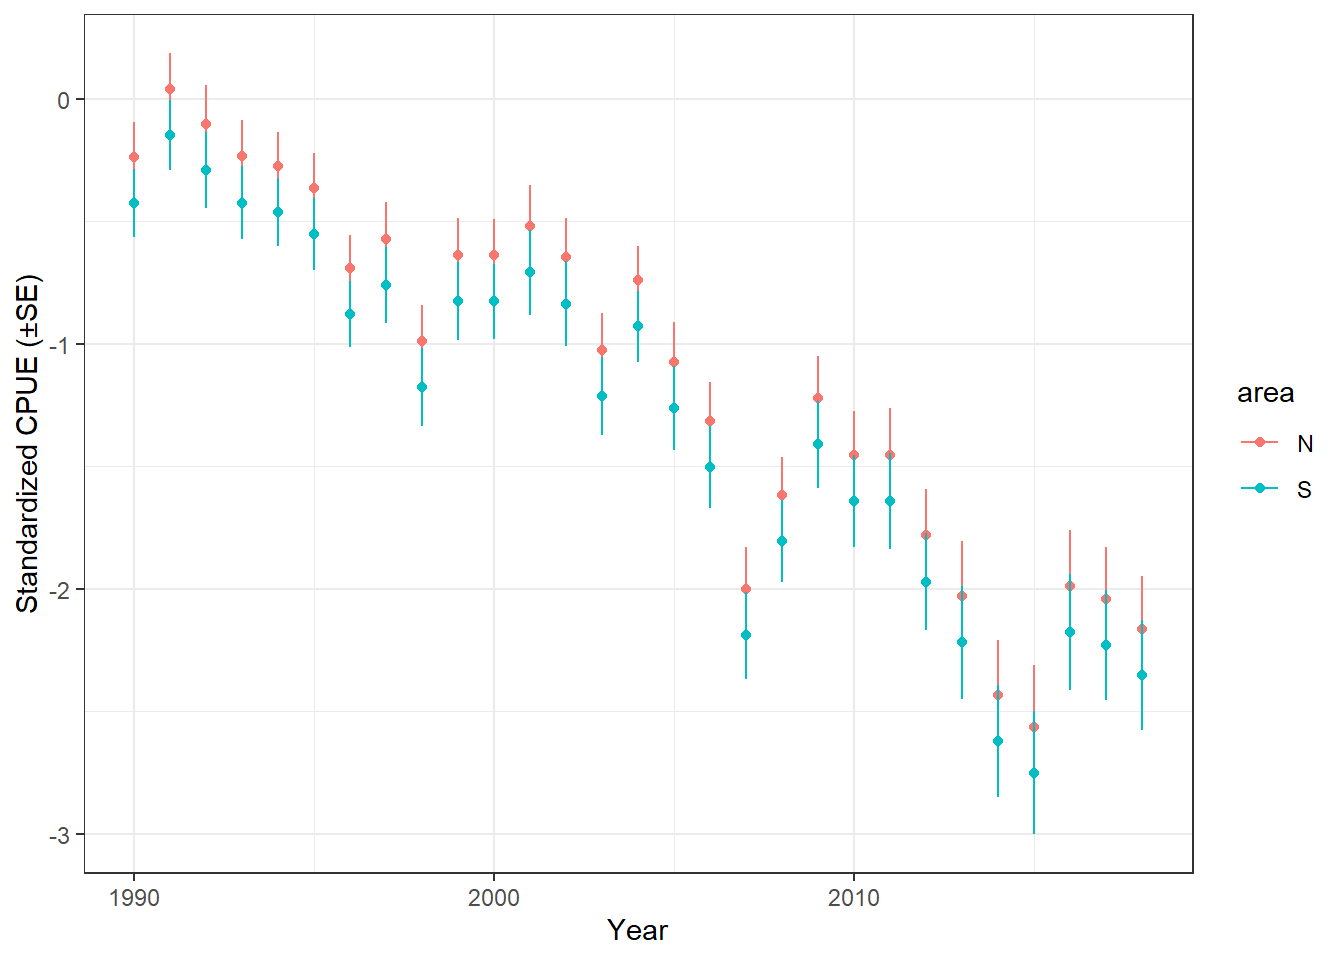 0
-1
-2
-3
Standardized CPUE (±SE)
1990
2000
2010
Year
area
N
S